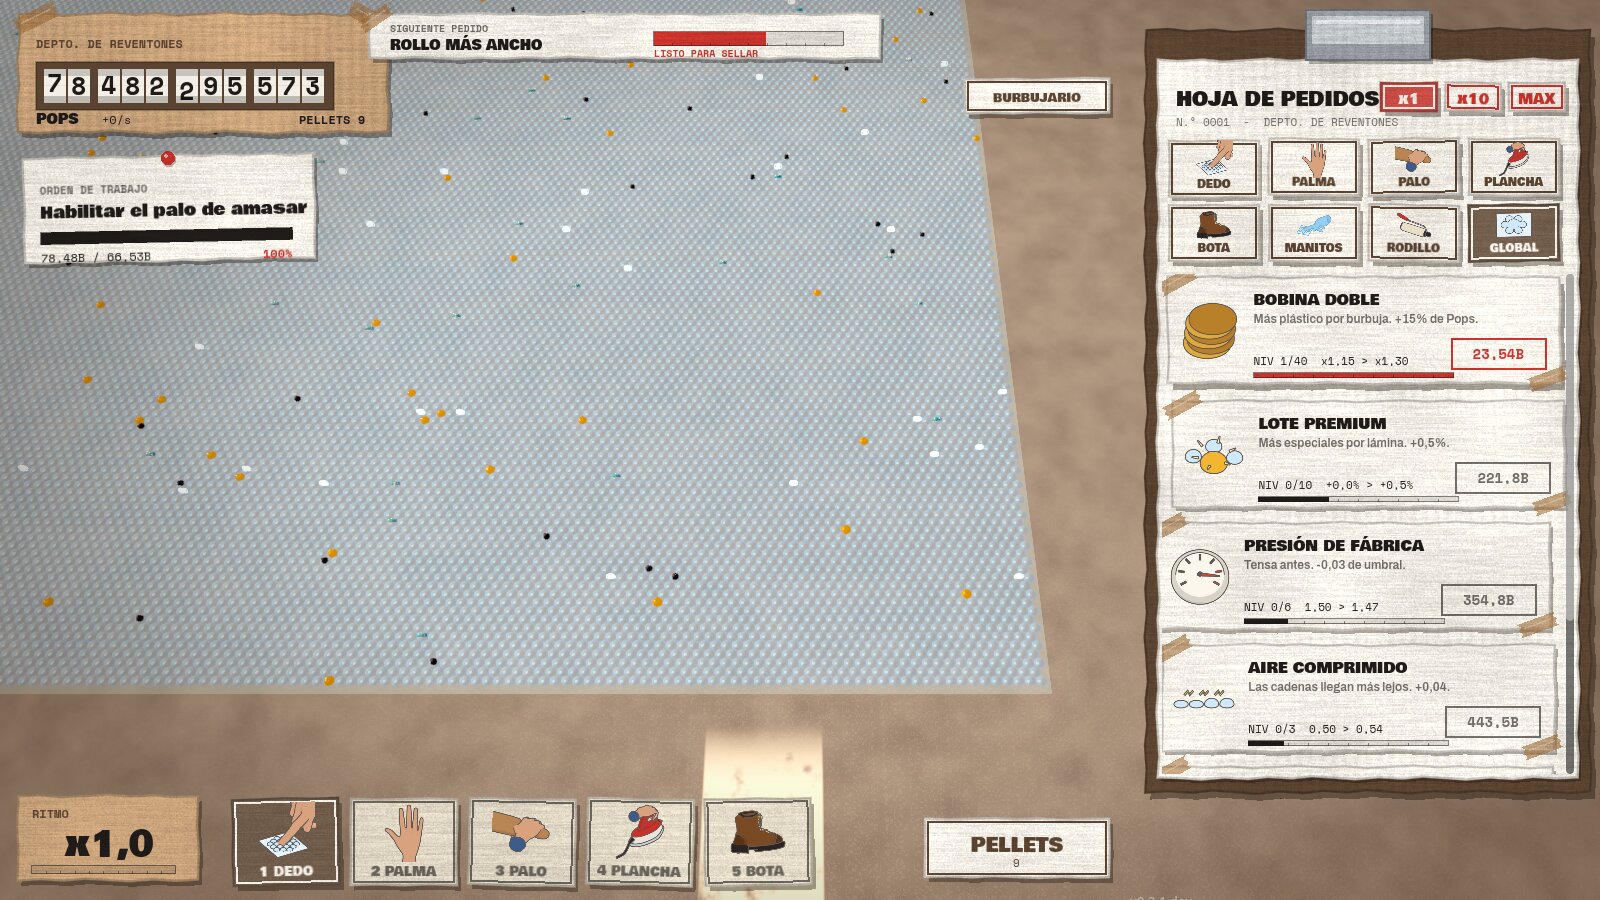 DEPTO. DE REVENTONES
78 482 295 573
POPS +0/s PELLETS 9
SIGUIENTE PEDIDO
ROLLO MÁS ANCHO
LISTO PARA SELLAR
BURBUJARIO
ORDEN DE TRABAJO
Habilitar el palo de amasar
78.48B / 66.53B 100%
HOJA DE PEDIDOS x1 x10 MAX
N.° 0001 - DEPTO. DE REVENTONES
DEDO PALMA PALO PLANCHA
BOTA MANITOS RODILLO GLOBAL
BOBINA DOBLE
Más plástico por burbuja. +15% de Pops.
NIV 1/40 x1.15 > x1.30
23,54B
LOTE PREMIUM
Más especiales por lámina. +0,5%.
NIV 0/10 +0.0% > +0.5%
221,8B
PRESIÓN DE FÁBRICA
Tensa antes. -0,03 de umbral.
NIV 0/6 1.50 > 1.47
354,8B
AIRE COMPRIMIDO
Las cadenas llegan más lejos. +0,04.
NIV 0/3 0.50 > 0.54
443,5B
RITMO
x1,0
1 DEDO
2 PALMA
3 PALO
4 PLANCHA
5 BOTA
PELLETS
9